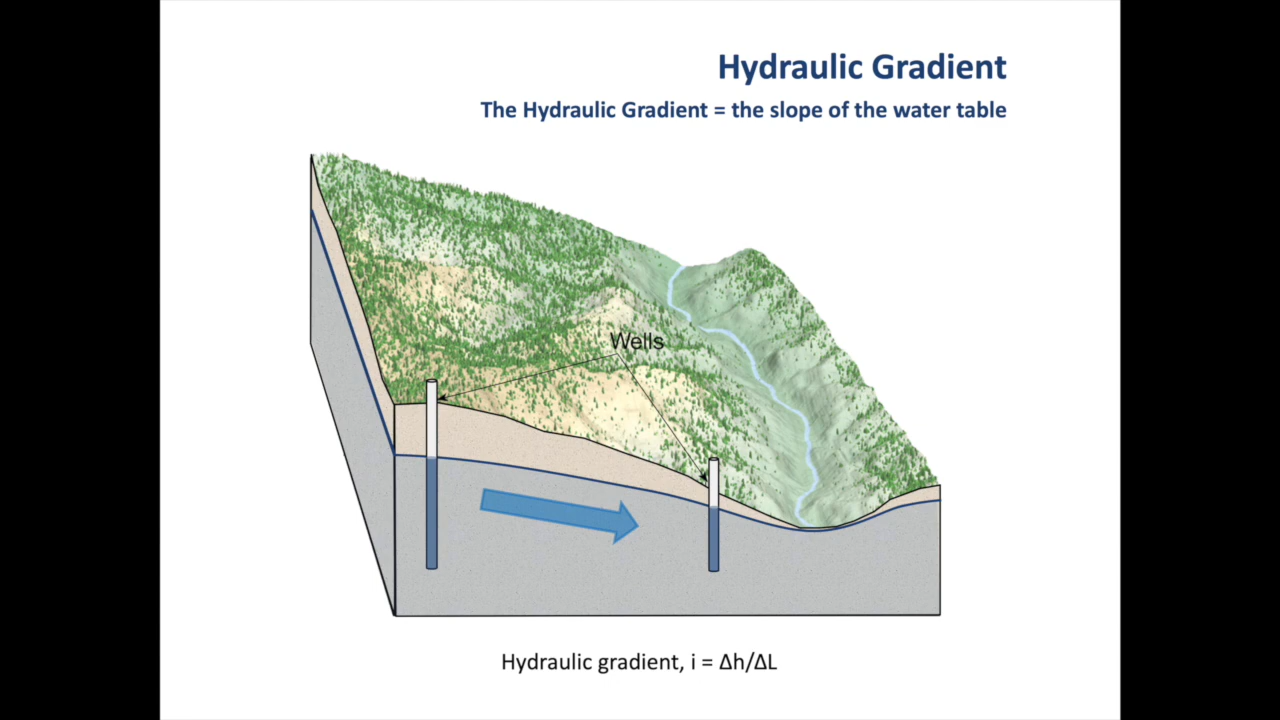 Hydraulic Gradient
The Hydraulic Gradient = the slope of the water table
Wells
Hydraulic gradient, i = Δh/ΔL